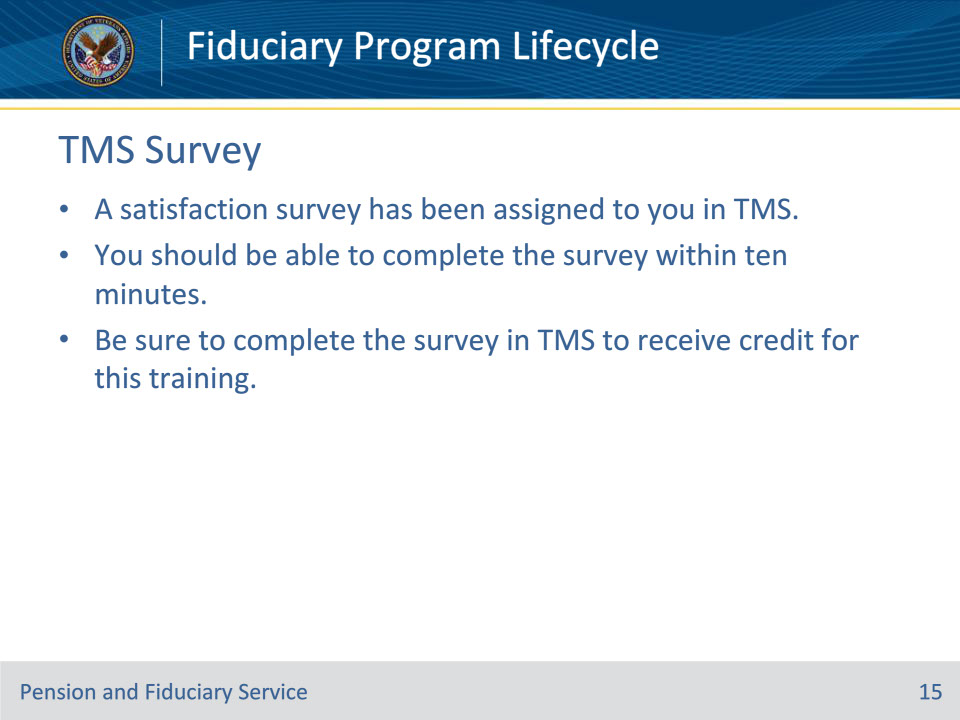 Fiduciary Program Lifecycle
TMS Survey
• A satisfaction survey has been assigned to you in TMS.
• You should be able to complete the survey within ten
minutes.
• Be sure to complete the survey in TMS to receive credit for
this training.
Pension and Fiduciary Service
15